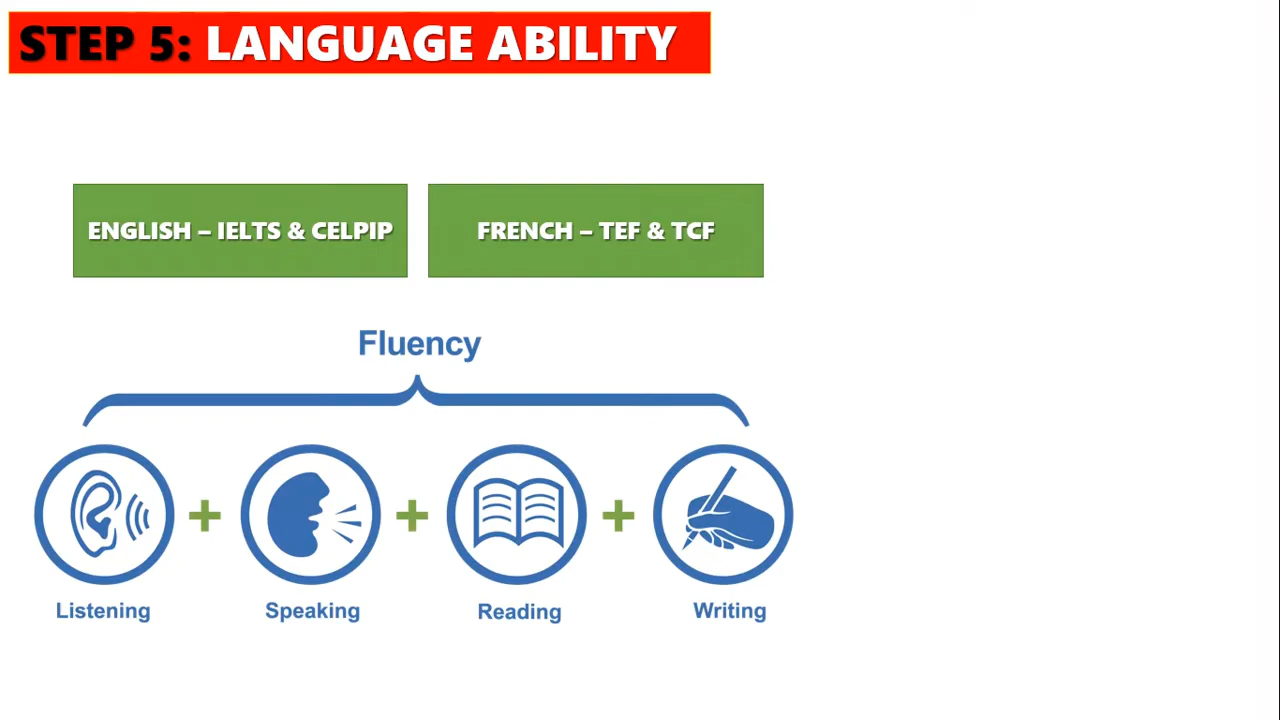 STEP 5: LANGUAGE ABILITY
ENGLISH – IELTS & CELPIP
FRENCH – TEF & TCF
Fluency
Listening
Speaking
Reading
Writing